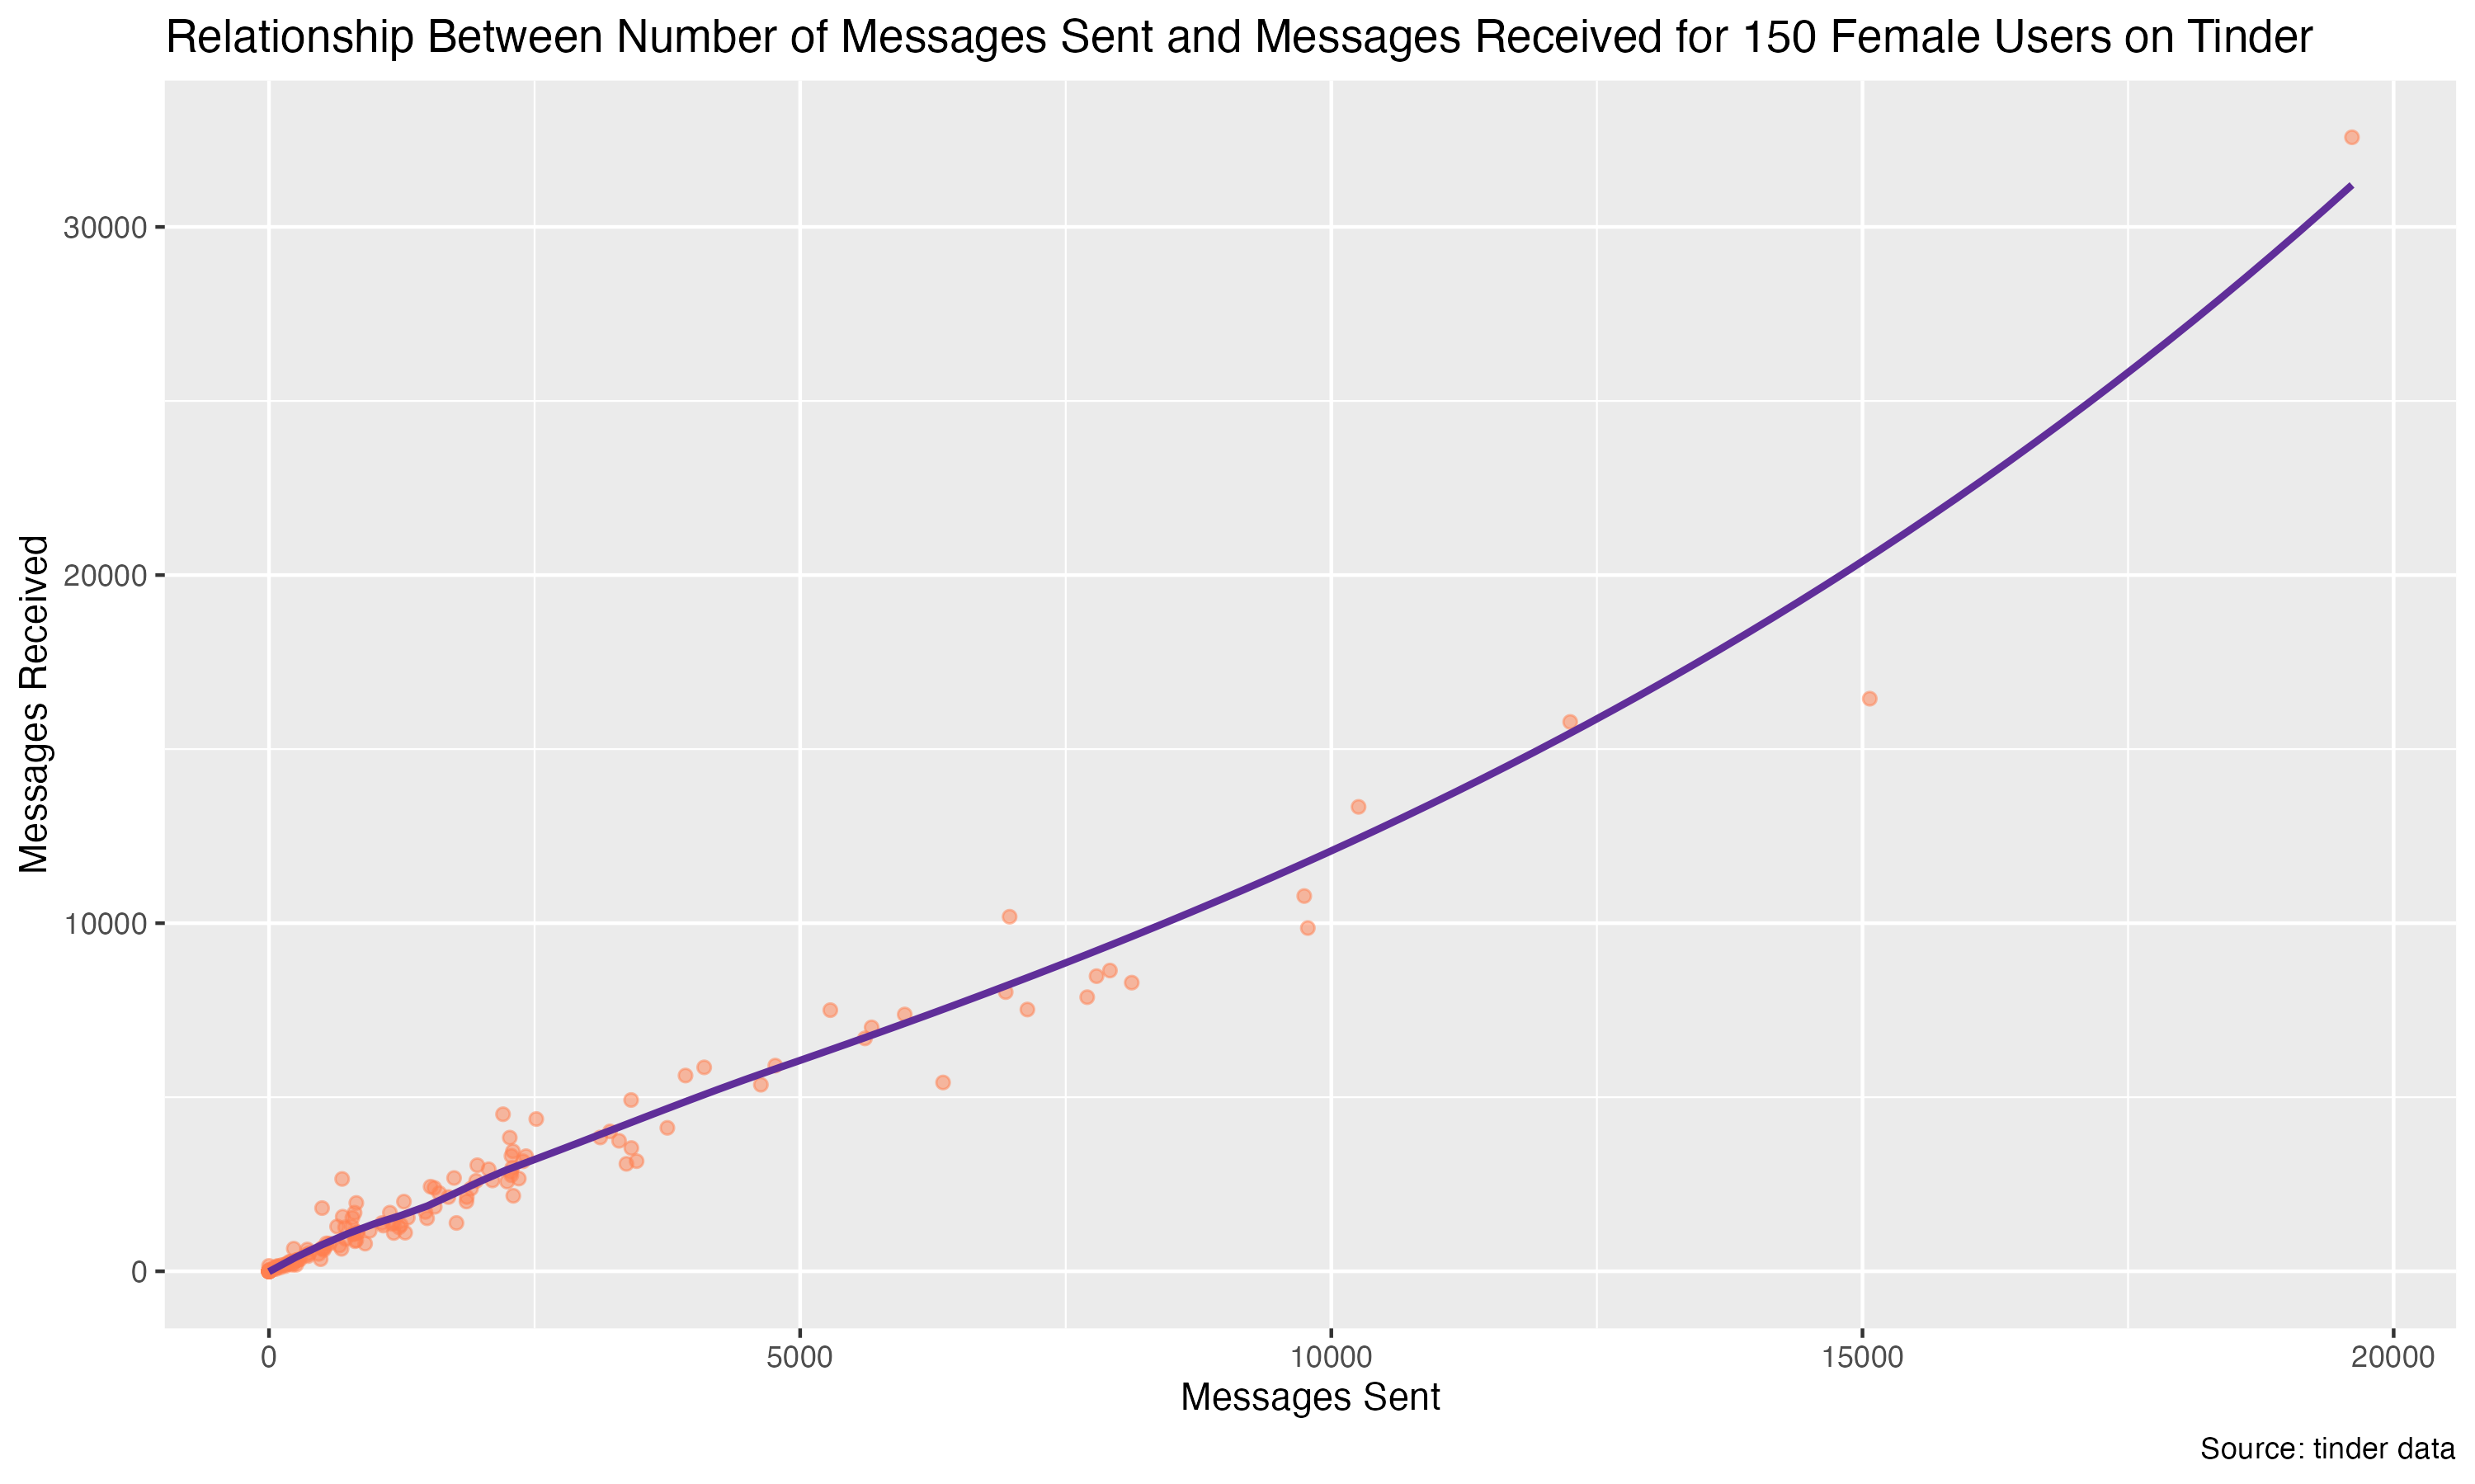 Relationship Between Number of Messages Sent and Messages Received for 150 Female Users on Tinder
Messages Received
30000
20000
10000
0
0
5000
10000
15000
20000
Messages Sent
Source: tinder data